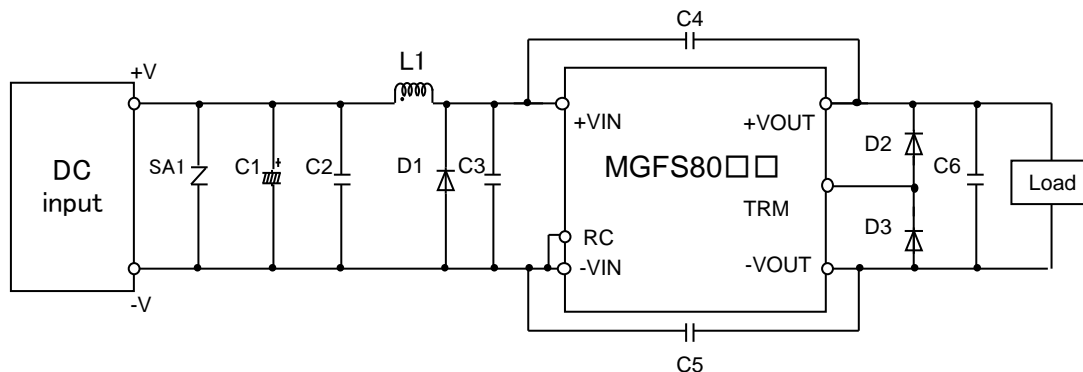 C4
+V
L1
+VIN
+VOUT
SA1
C1
+
C2
D1
C3
MGFS80□□
D2
C6
DC
input
Load
TRM
D3
RC
-VIN
-VOUT
-V
C5